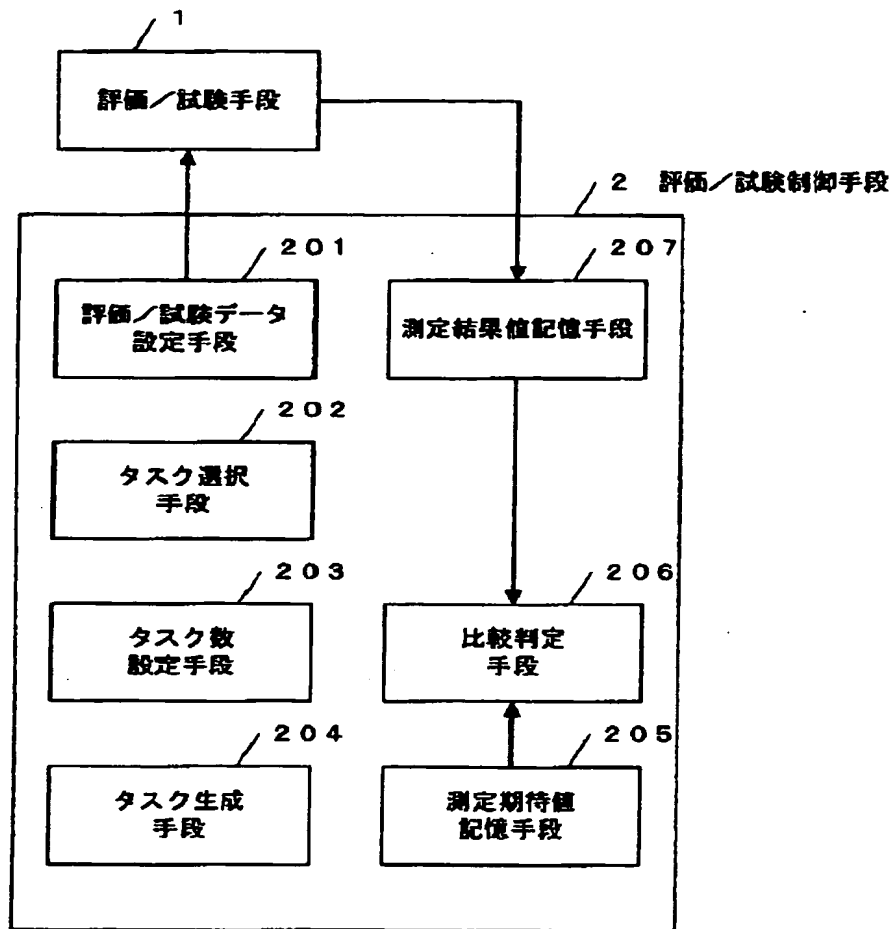 1
評価／試験手段
2 評価／試験制御手段
201
評価／試験データ
設定手段
207
測定結果値記憶手段
202
タスク選択
手段
203
タスク数
設定手段
206
比較判定
手段
204
タスク生成
手段
205
測定期待値
記憶手段